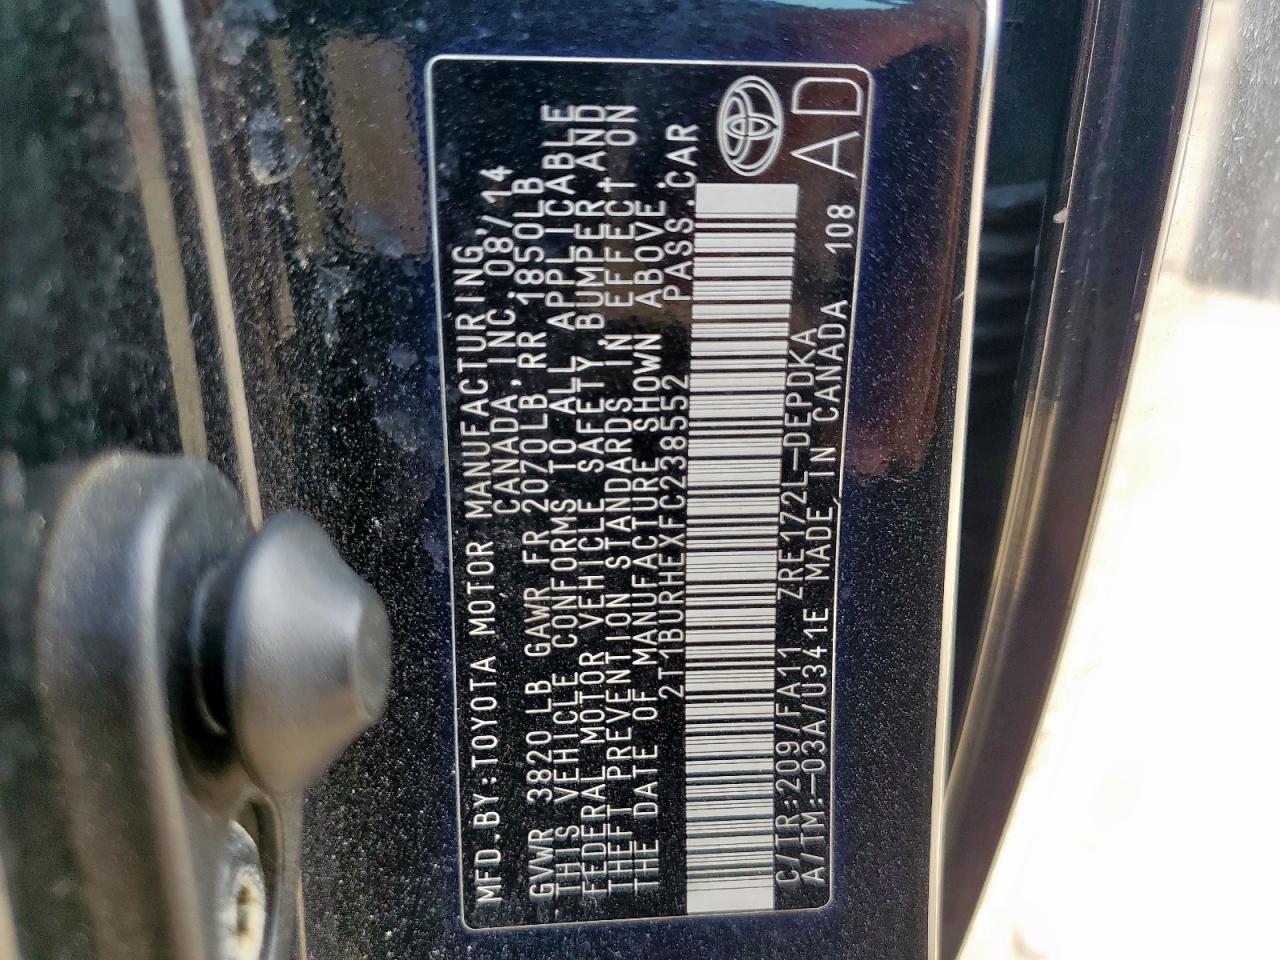 MFD.BY:TOYOTA MOTOR MANUFACTURING,
CANADA,INC.08/14
GVWR 3820LB GAWR FR 2070LB,RR 1850LB
THIS VEHICLE CONFORMS TO ALL APPLICABLE
FEDERAL MOTOR VEHICLE SAFETY, BUMPER,AND
THEFT PREVENTION STANDARDS IN EFFECT ON
THE DATE OF MANUFACTURE SHOWN ABOVE.
2T1BURHEXFC238552 PASS.CAR
C/TR:209/FA11 ZRE172L-DEPDKA
A/TM:-03A/U341E MADE IN CANADA 108
AD